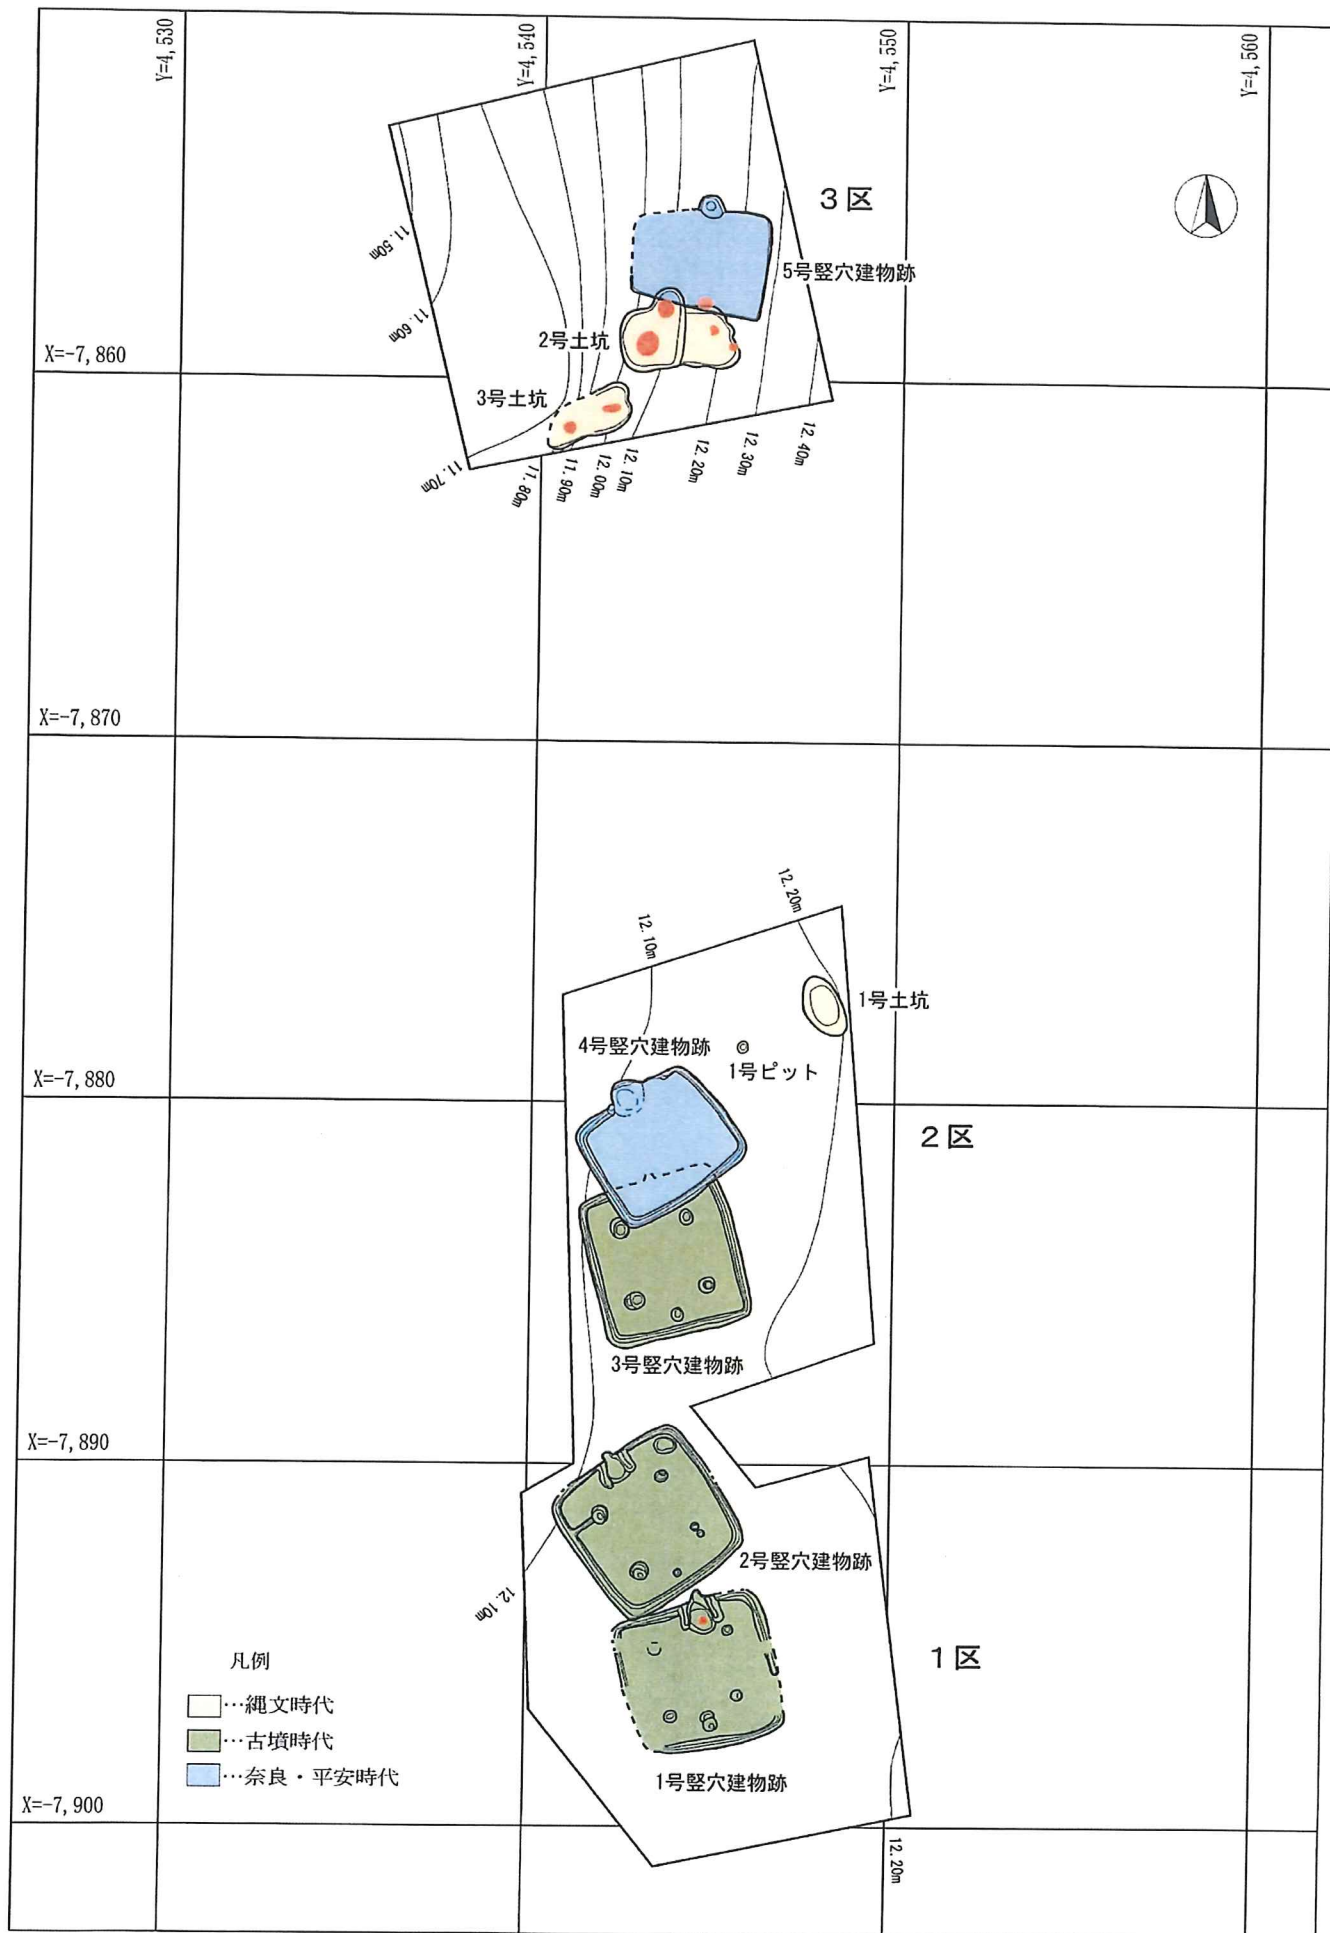 Y=4,530
Y=4,540
Y=4,550
Y=4,560
3区
11.50m
5号竪穴建物跡
11.60m
2号土坑
X=-7,860
3号土坑
11.70m
11.80m
11.90m
12.00m
12.10m
12.20m
12.30m
12.40m
X=-7,870
12.10m
12.20m
1号土坑
4号竪穴建物跡
1号ピット
X=-7,880
2区
3号竪穴建物跡
X=-7,890
2号竪穴建物跡
12.10m
1区
凡例
…縄文時代
…古墳時代
…奈良・平安時代
1号竪穴建物跡
X=-7,900
12.20m